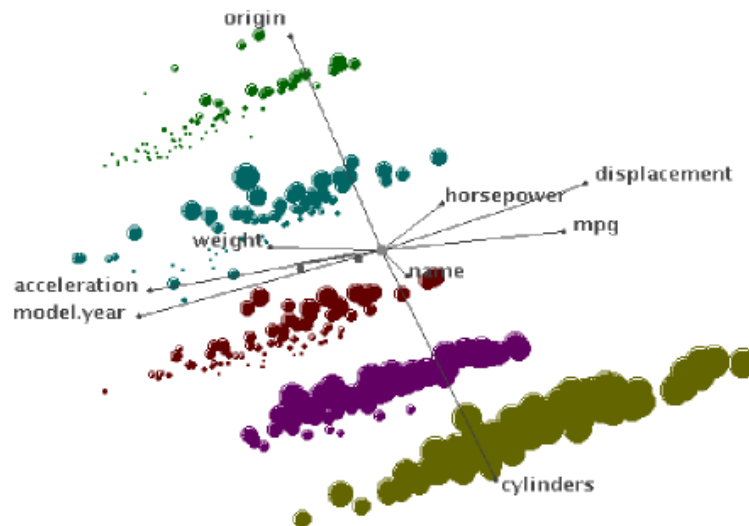 origin
displacement
horsepower
mpg
weight
name
acceleration
model.year
cylinders